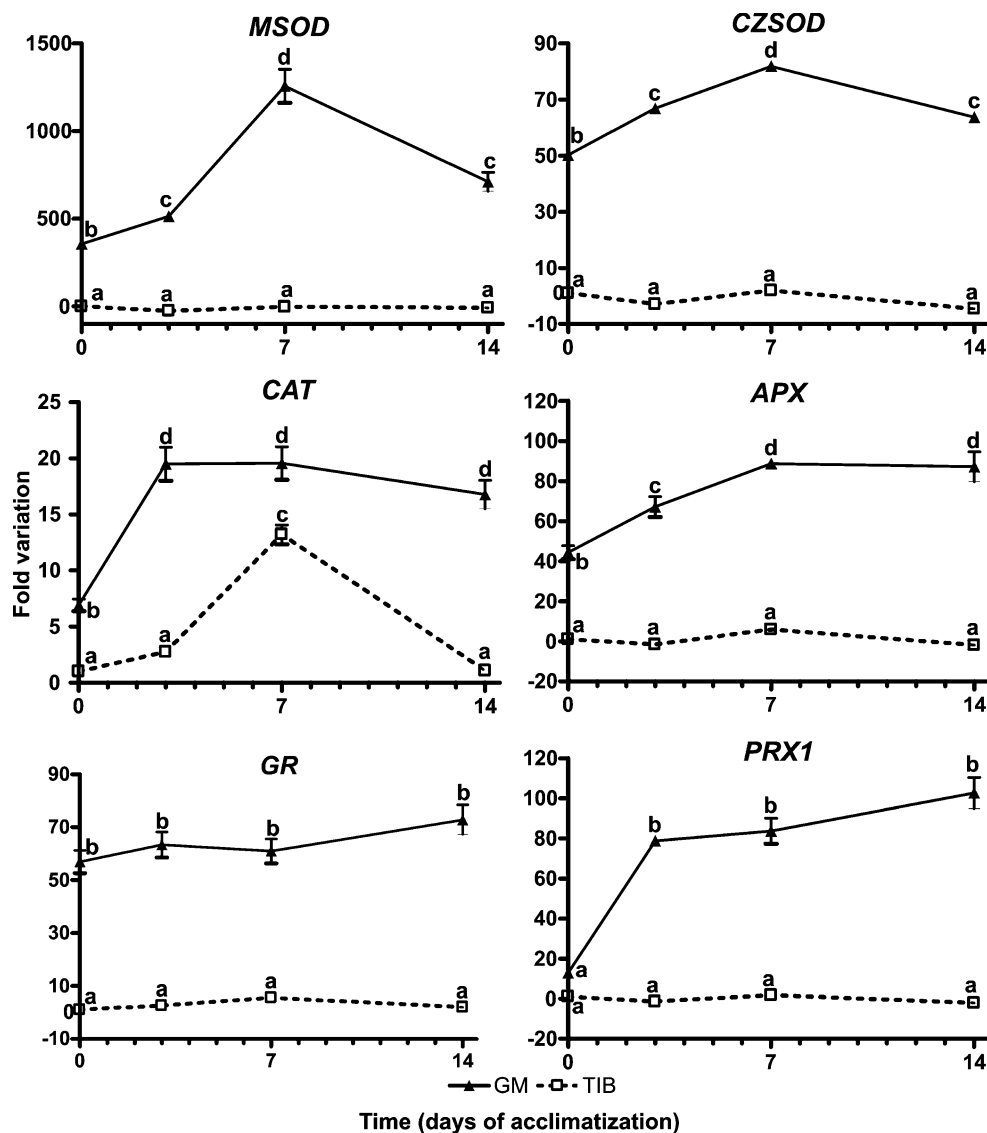 MSOD
1500
1000
500
0
b
c
d
c
a
a
a
a
0
7
14
CZSOD
90
70
50
30
10
0
-10
b
c
d
c
a
a
a
a
0
7
14
Fold variation
CAT
25
20
15
10
5
0
b
d
d
d
a
a
c
a
0
7
14
APX
120
100
80
60
40
20
0
-20
b
c
d
d
a
a
a
a
0
7
14
GR
90
70
50
30
10
0
-10
b
b
b
b
a
a
a
a
0
7
14
PRX1
120
100
80
60
40
20
0
-20
a
b
b
b
a
a
a
a
0
7
14
GM TIB
Time (days of acclimatization)